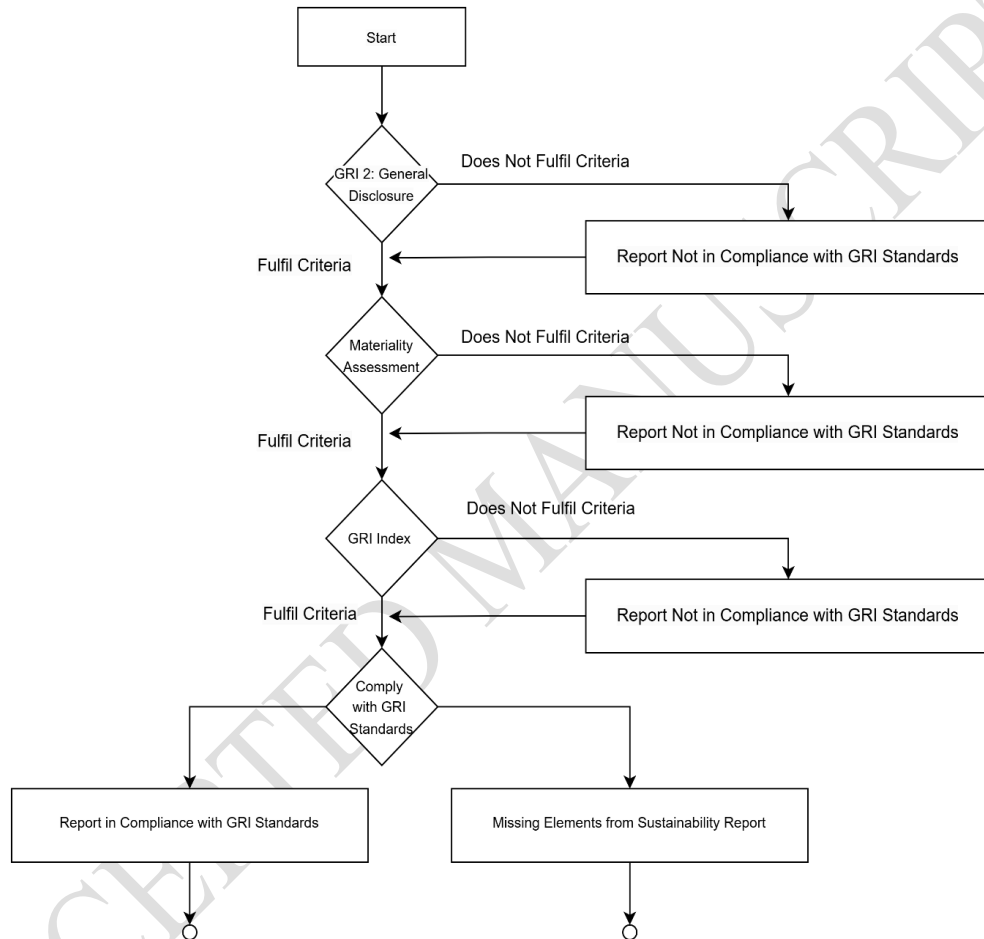 Start
GRI 2: General
Disclosure
Does Not Fulfil Criteria
Report Not in Compliance with GRI Standards
Fulfil Criteria
Materiality
Assessment
Does Not Fulfil Criteria
Report Not in Compliance with GRI Standards
Fulfil Criteria
GRI Index
Does Not Fulfil Criteria
Report Not in Compliance with GRI Standards
Fulfil Criteria
Comply
with GRI
Standards
Report in Compliance with GRI Standards
Missing Elements from Sustainability Report
CEPTED MANUSCRIPT